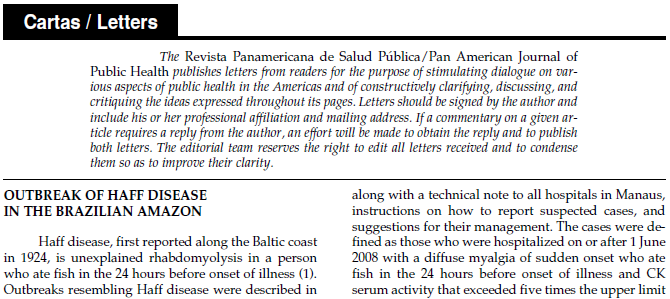 Cartas / Letters
The Revista Panamericana de Salud Pública/Pan American Journal of
Public Health publishes letters from readers for the purpose of stimulating dialogue on var-
ious aspects of public health in the Americas and of constructively clarifying, discussing, and
critiquing the ideas expressed throughout its pages. Letters should be signed by the author and
include his or her professional affiliation and mailing address. If a commentary on a given ar-
ticle requires a reply from the author, an effort will be made to obtain the reply and to publish
both letters. The editorial team reserves the right to edit all letters received and to condense
them so as to improve their clarity.
OUTBREAK OF HAFF DISEASE
IN THE BRAZILIAN AMAZON
Haff disease, first reported along the Baltic coast
in 1924, is unexplained rhabdomyolysis in a person
who ate fish in the 24 hours before onset of illness (1).
Outbreaks resembling Haff disease were described in
along with a technical note to all hospitals in Manaus,
instructions on how to report suspected cases, and
suggestions for their management. The cases were de-
fined as those who were hospitalized on or after 1 June
2008 with a diffuse myalgia of sudden onset who ate
fish in the 24 hours before onset of illness and CK
serum activity that exceeded five times the upper limit